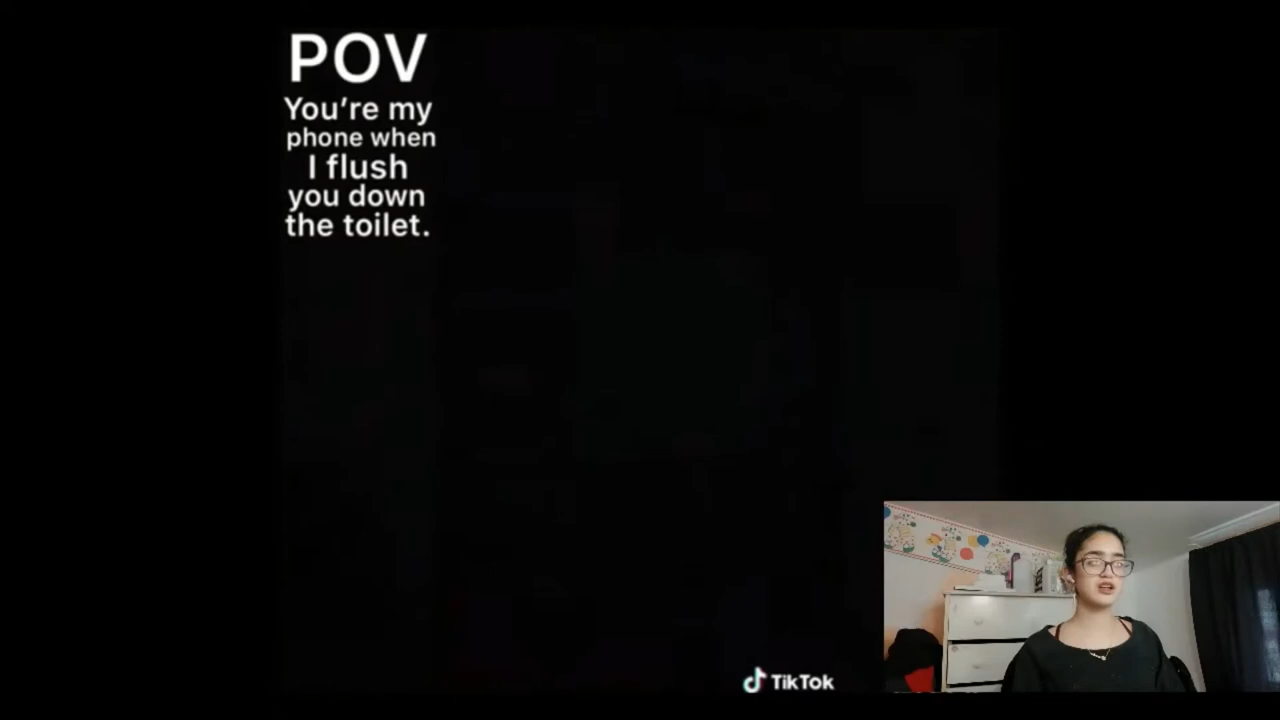 POV
You're my
phone when
I flush
you down
the toilet.
TikTok